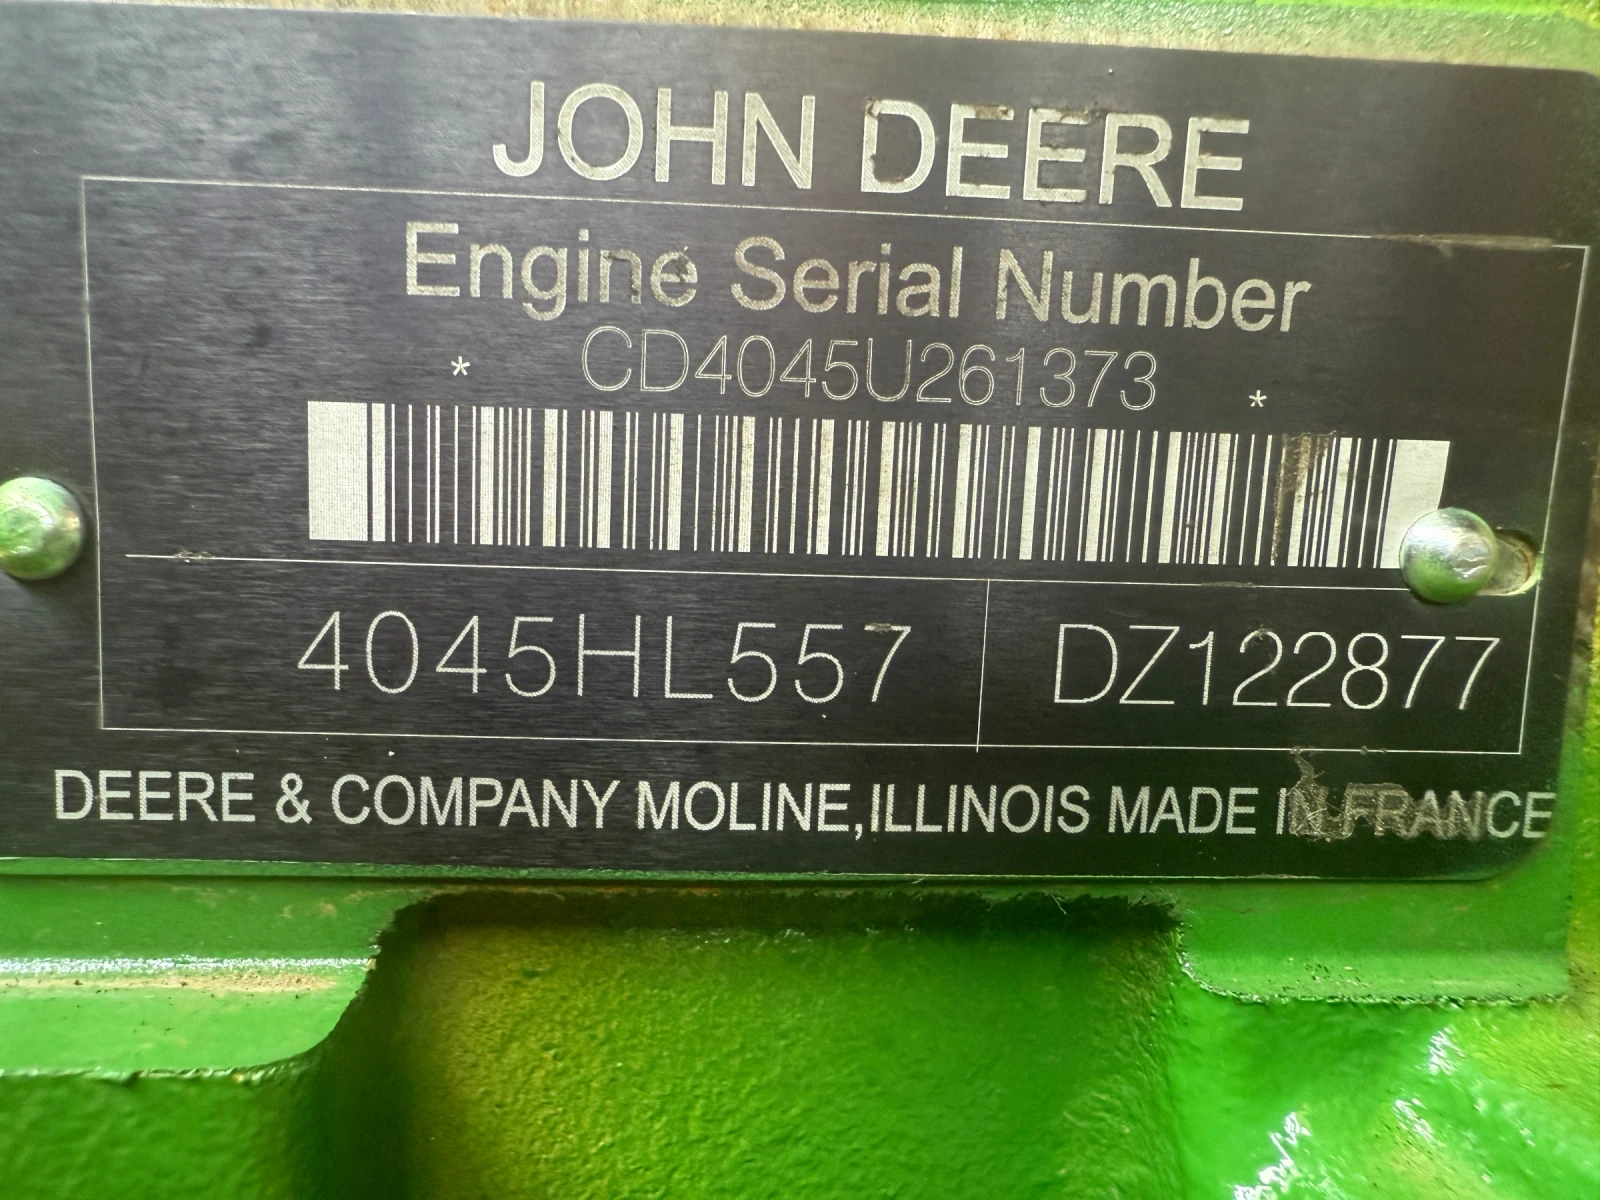 JOHN DEERE
Engine Serial Number
* CD4045U261373 *
4045HL557 DZ122877
DEERE & COMPANY MOLINE,ILLINOIS MADE IN FRANCE